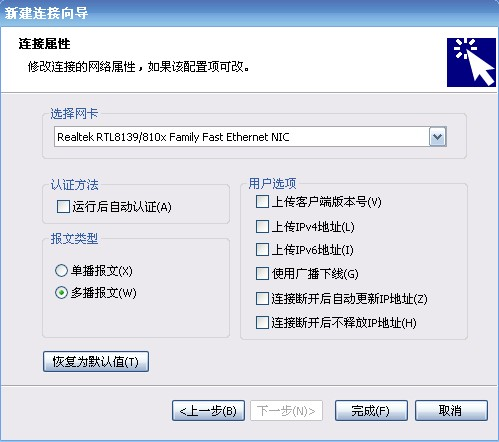 新建连接向导
连接属性
修改连接的网络属性，如果该配置项可改。
选择网卡
Realtek RTL8139/810x Family Fast Ethernet NIC
认证方法
运行后自动认证(A)
报文类型
单播报文(X)
多播报文(W)
用户选项
上传客户端版本号(V)
上传IPv4地址(L)
上传IPv6地址(I)
使用广播下线(G)
连接断开后自动更新IP地址(Z)
连接断开后不释放IP地址(H)
恢复为默认值(T)
<上一步(B) 下一步(N)> 完成(F) 取消